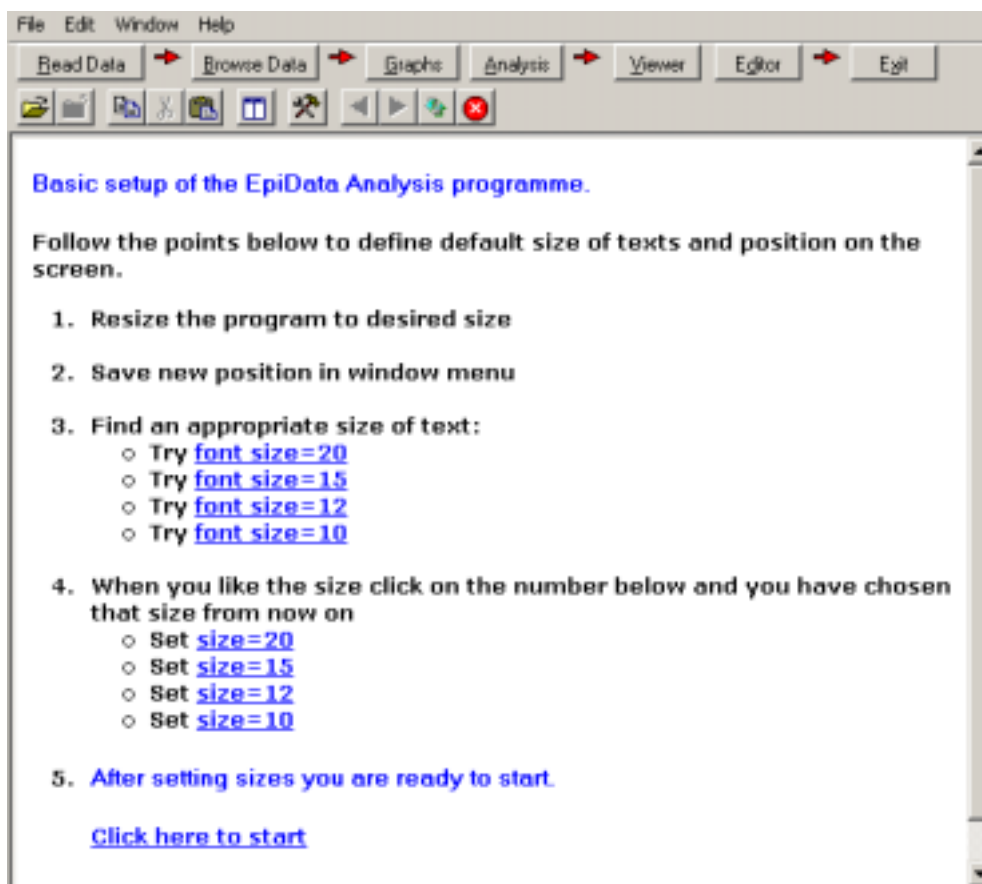 File Edit Window Help
Read Data Browse Data Graphs Analysis Viewer Editor Exit
Basic setup of the EpiData Analysis programme.
Follow the points below to define default size of texts and position on the
screen.
1. Resize the program to desired size
2. Save new position in window menu
3. Find an appropriate size of text:
○ Try font size=20
○ Try font size=15
○ Try font size=12
○ Try font size=10
4. When you like the size click on the number below and you have chosen
that size from now on
○ Set size=20
○ Set size=15
○ Set size=12
○ Set size=10
5. After setting sizes you are ready to start.
Click here to start